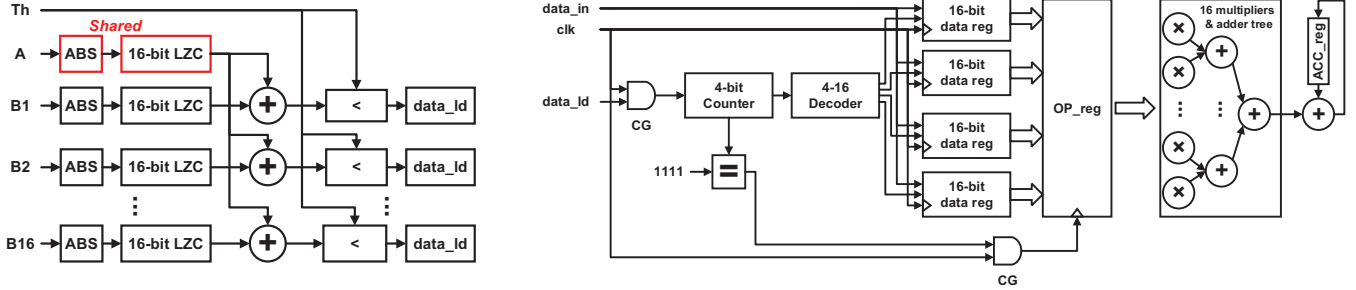 Th
Shared
A
ABS
16-bit LZC
B1
ABS
16-bit LZC
+
<
data_ld
B2
ABS
16-bit LZC
+
<
data_ld
...
...
B16
ABS
16-bit LZC
+
<
data_ld
data_in
clk
data_ld
CG
4-bit
Counter
4-16
Decoder
1111
=
CG
16-bit
data reg
16-bit
data reg
16-bit
data reg
16-bit
data reg
OP_reg
16 multipliers
& adder tree
×
×
+
...
...
+
×
×
+
ACC_reg
+